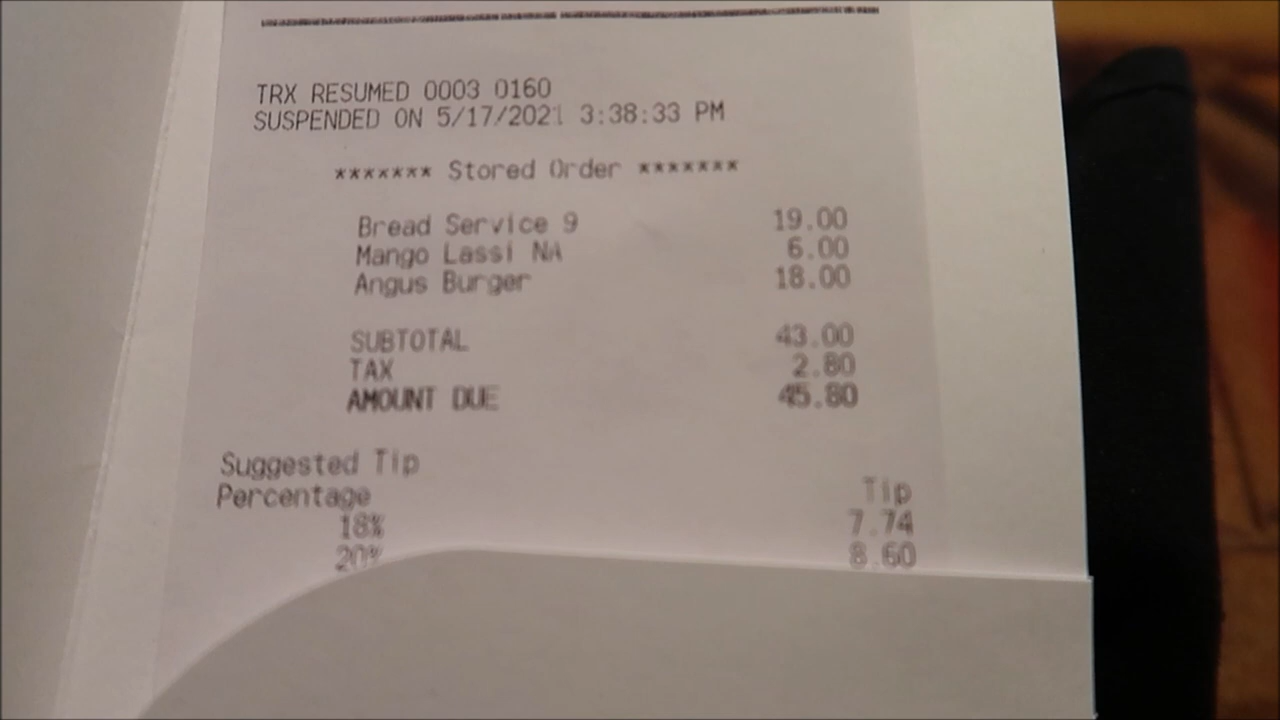 TRX RESUMED 0003 0160
SUSPENDED ON 5/17/2021 3:38:33 PM
******* Stored Order *******
Bread Service 9 19.00
Mango Lassi NA 6.00
Angus Burger 18.00
SUBTOTAL 43.00
TAX 2.80
AMOUNT DUE 45.80
Suggested Tip
Percentage Tip
18% 7.74
20% 8.60